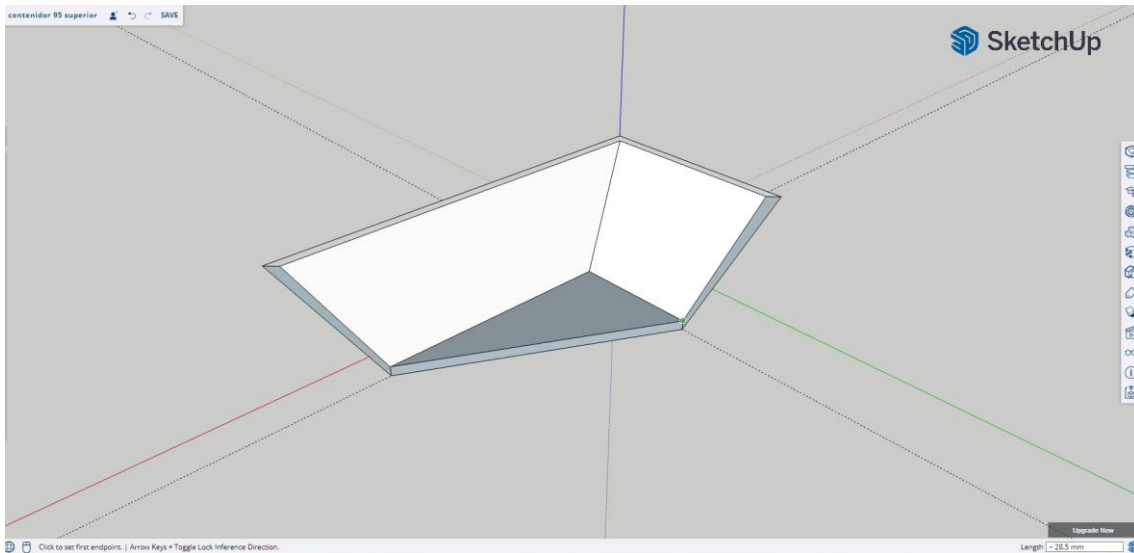 contenidor 95 superior SAVE
SketchUp
Upgrade Now
Click to set first endpoint. | Arrow Keys = Toggle Lock Inference Direction. Length ~ 28.5 mm